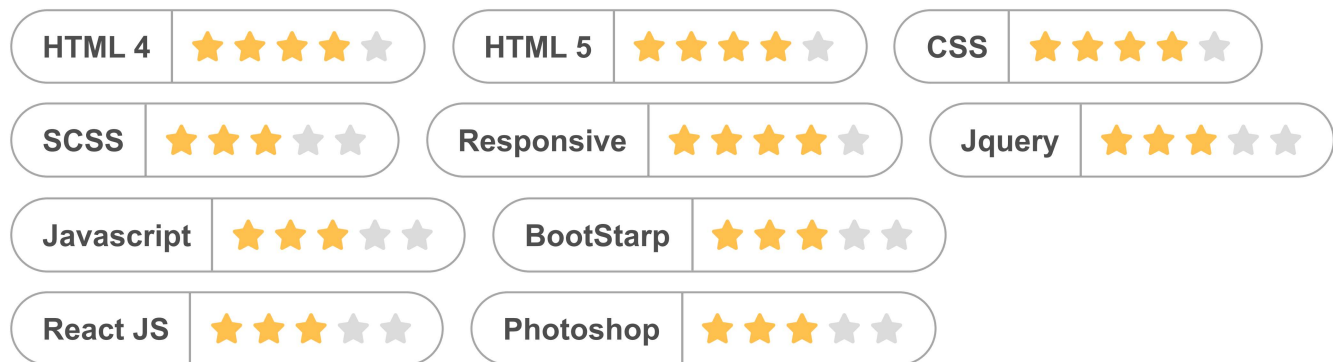 HTML 4 HTML 5 CSS
SCSS Responsive Jquery
Javascript BootStarp
React JS Photoshop